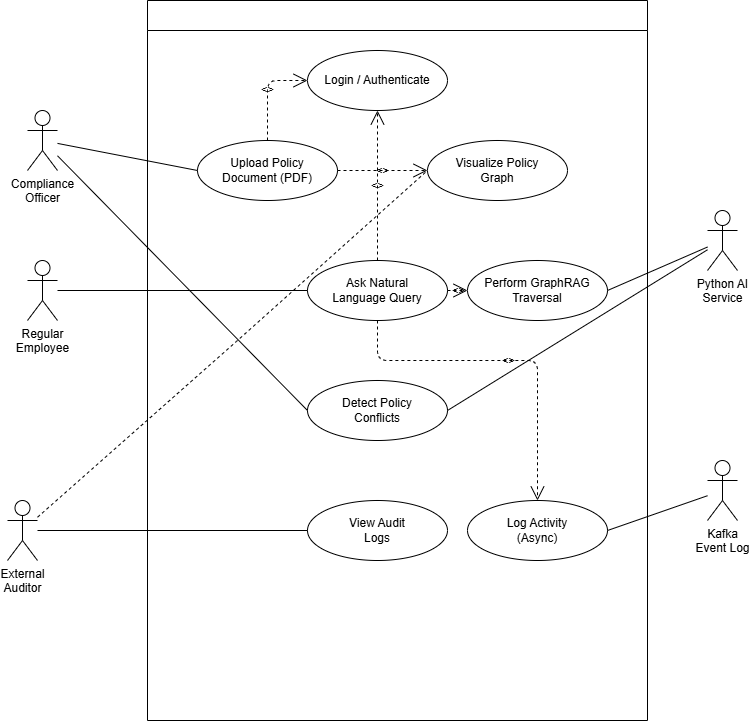 Login / Authenticate
Upload Policy
Document (PDF)
Visualize Policy
Graph
Compliance
Officer
Ask Natural
Language Query
Perform GraphRAG
Traversal
Python AI
Service
Regular
Employee
Detect Policy
Conflicts
View Audit
Logs
Log Activity
(Async)
Kafka
Event Log
External
Auditor